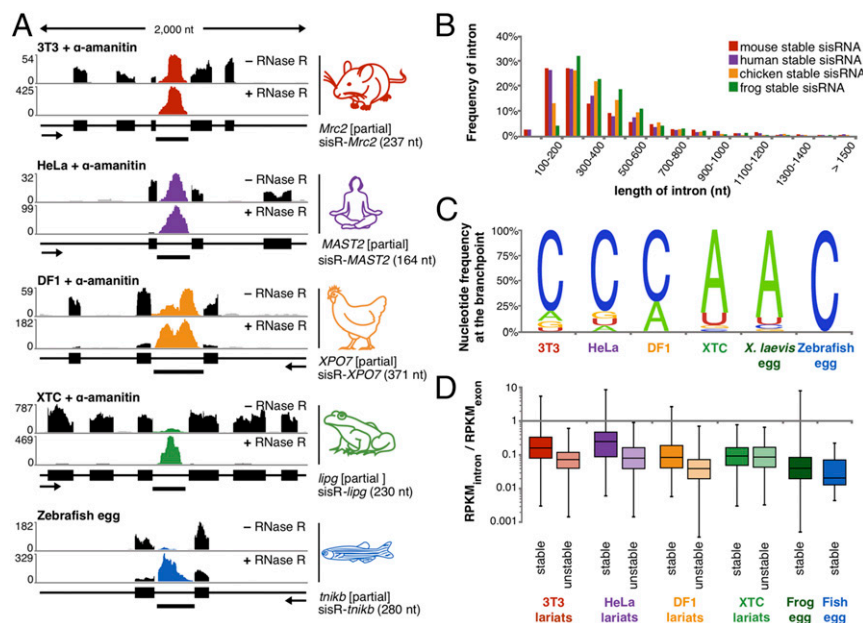 A
2,000 nt
3T3 + α-amanitin
54
0
– RNase R
425
0
+ RNase R
Mrc2 [partial]
sisR-Mrc2 (237 nt)
HeLa + α-amanitin
32
0
– RNase R
99
0
+ RNase R
MAST2 [partial]
sisR-MAST2 (164 nt)
DF1 + α-amanitin
59
0
– RNase R
182
0
+ RNase R
XPO7 [partial]
sisR-XPO7 (371 nt)
XTC + α-amanitin
787
0
– RNase R
469
0
+ RNase R
lipg [partial ]
sisR-lipg (230 nt)
Zebrafish egg
182
0
– RNase R
329
0
+ RNase R
tnikb [partial]
sisR-tnikb (280 nt)
B
Frequency of intron
40%
30%
20%
10%
0%
mouse stable sisRNA
human stable sisRNA
chicken stable sisRNA
frog stable sisRNA
100-200
300-400
500-600
700-800
900-1000
1100-1200
1300-1400
> 1500
length of intron (nt)
C
Nucleotide frequency
at the branchpoint
100%
75%
50%
25%
0%
C
A
G
U
C
G
U
A
C
A
A
U
G
C
A
U
C
G
C
3T3
HeLa
DF1
XTC
X. laevis
egg
Zebrafish
egg
D
RPKMintron / RPKMexon
10
1
0.1
0.01
0.001
stable
unstable
stable
unstable
stable
unstable
stable
unstable
stable
stable
3T3
lariats
HeLa
lariats
DF1
lariats
XTC
lariats
Frog
egg
Fish
egg